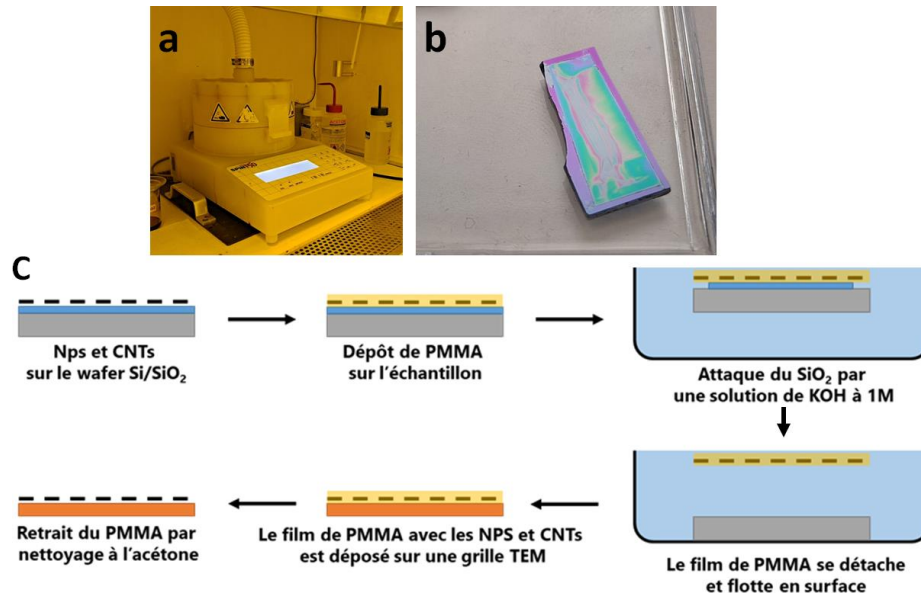 a
b
C
Nps et CNTs
sur le wafer Si/SiO₂
Dépôt de PMMA
sur l'échantillon
Attaque du SiO₂ par
une solution de KOH à 1M
Retrait du PMMA par
nettoyage à l'acétone
Le film de PMMA avec les NPS et CNTs
est déposé sur une grille TEM
Le film de PMMA se détache
et flotte en surface